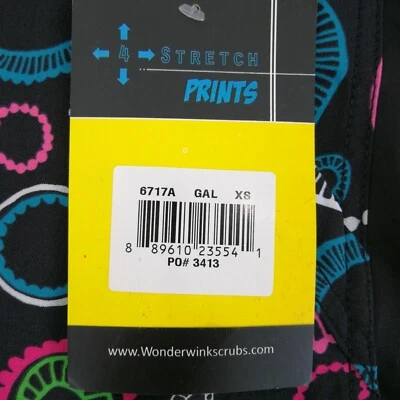 4 STRETCH
PRINTS
6717A GAL XS
8 89610 23554 1
PO# 3413
www.Wonderwinkscrubs.com